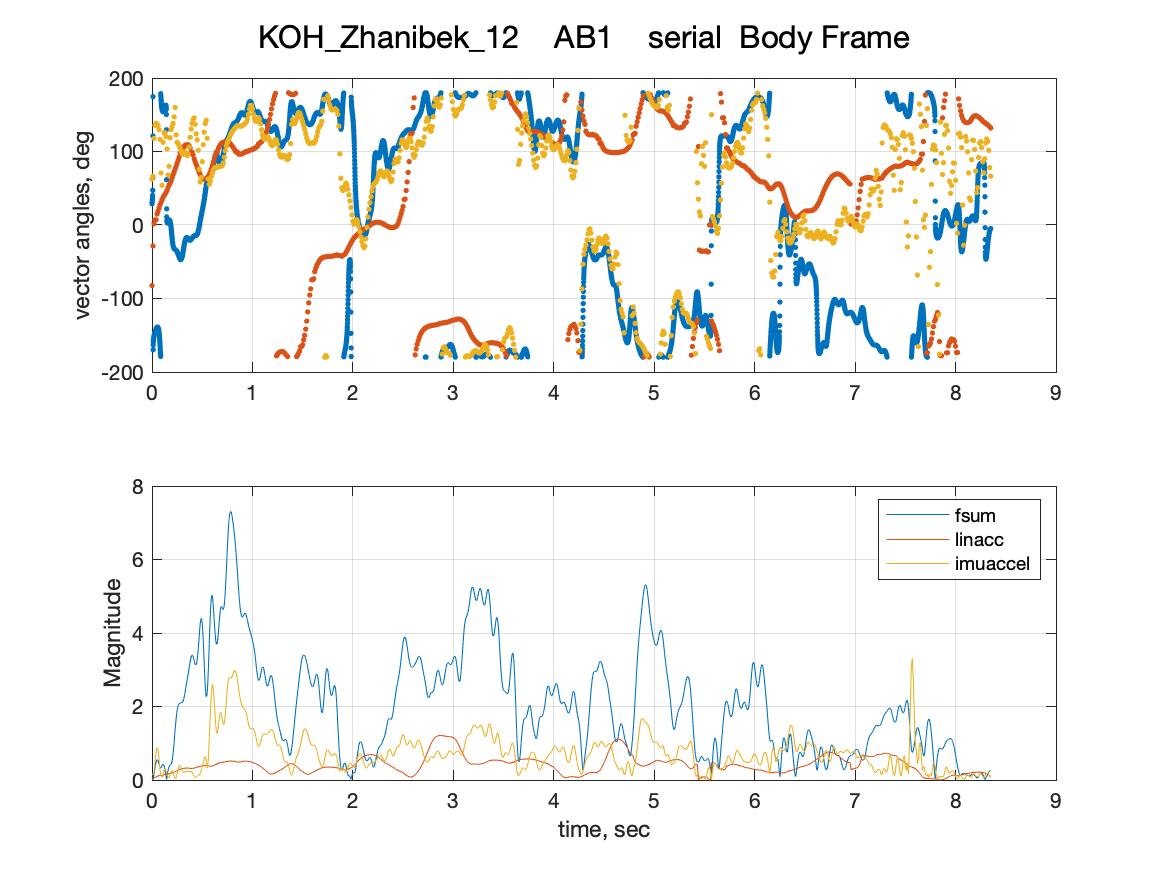 KOH_Zhanibek_12 AB1 serial Body Frame
200
100
0
-100
-200
vector angles, deg
0 1 2 3 4 5 6 7 8 9
8
6
4
2
0
Magnitude
fsum
linacc
imuaccel
0 1 2 3 4 5 6 7 8 9
time, sec